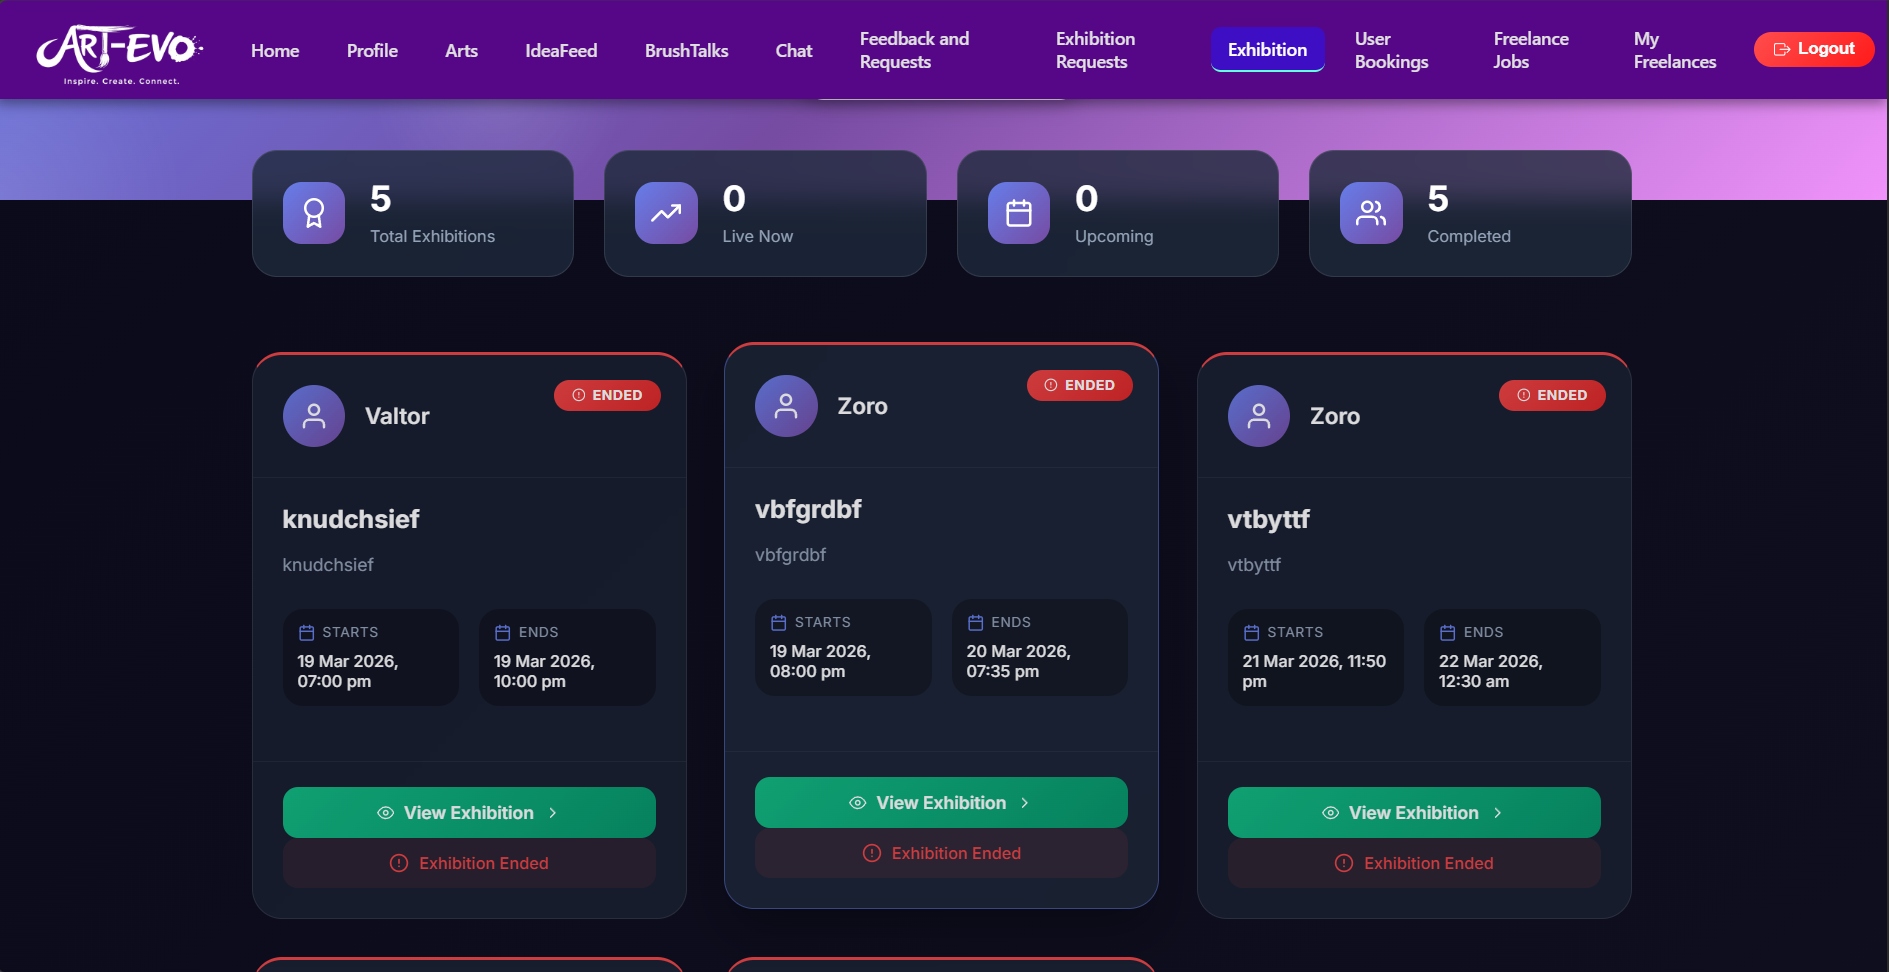 ART-EVO
Inspire. Create. Connect.
Home
Profile
Arts
IdeaFeed
BrushTalks
Chat
Feedback and
Requests
Exhibition
Requests
Exhibition
User
Bookings
Freelance
Jobs
My
Freelances
Logout
5
Total Exhibitions
0
Live Now
0
Upcoming
5
Completed
Valtor
ENDED
knudchsief
knudchsief
STARTS
19 Mar 2026,
07:00 pm
ENDS
19 Mar 2026,
10:00 pm
View Exhibition
Exhibition Ended
Zoro
ENDED
vbfgrdbf
vbfgrdbf
STARTS
19 Mar 2026,
08:00 pm
ENDS
20 Mar 2026,
07:35 pm
View Exhibition
Exhibition Ended
Zoro
ENDED
vtbyttf
vtbyttf
STARTS
21 Mar 2026, 11:50
pm
ENDS
22 Mar 2026,
12:30 am
View Exhibition
Exhibition Ended